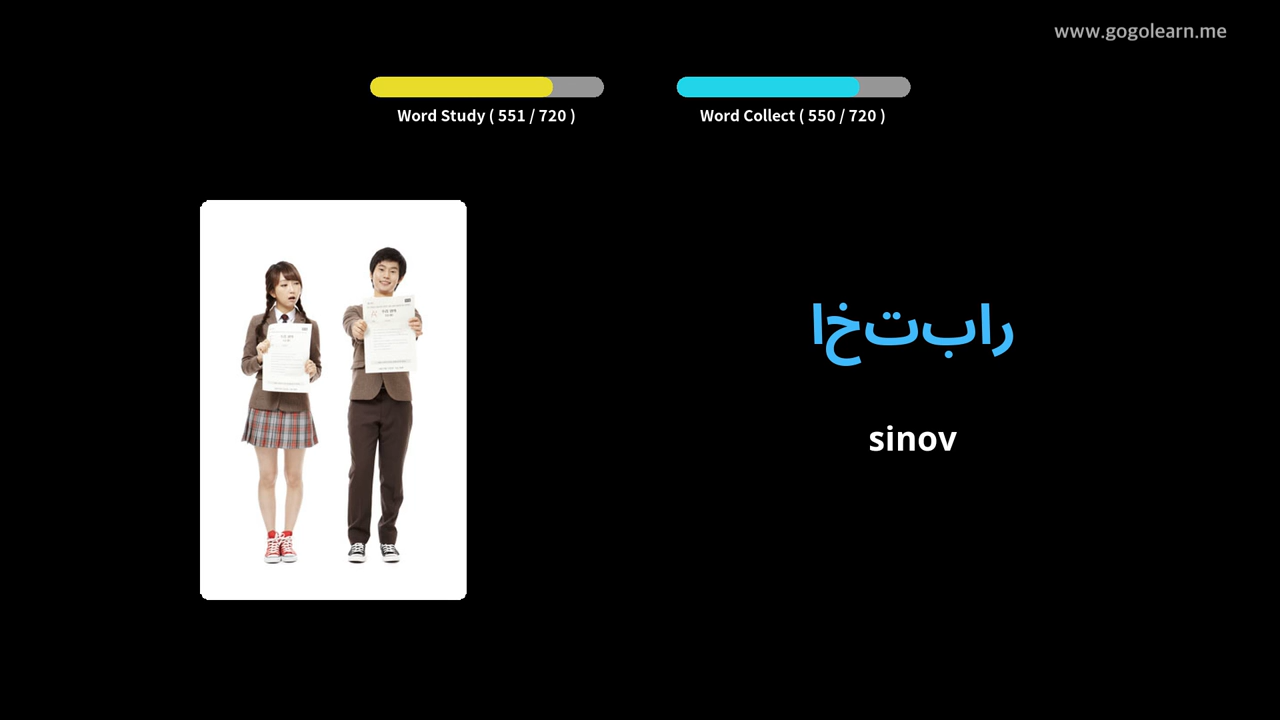 www.gogolearn.me
Word Study ( 551 / 720 )
Word Collect ( 550 / 720 )
اختبار
sinov